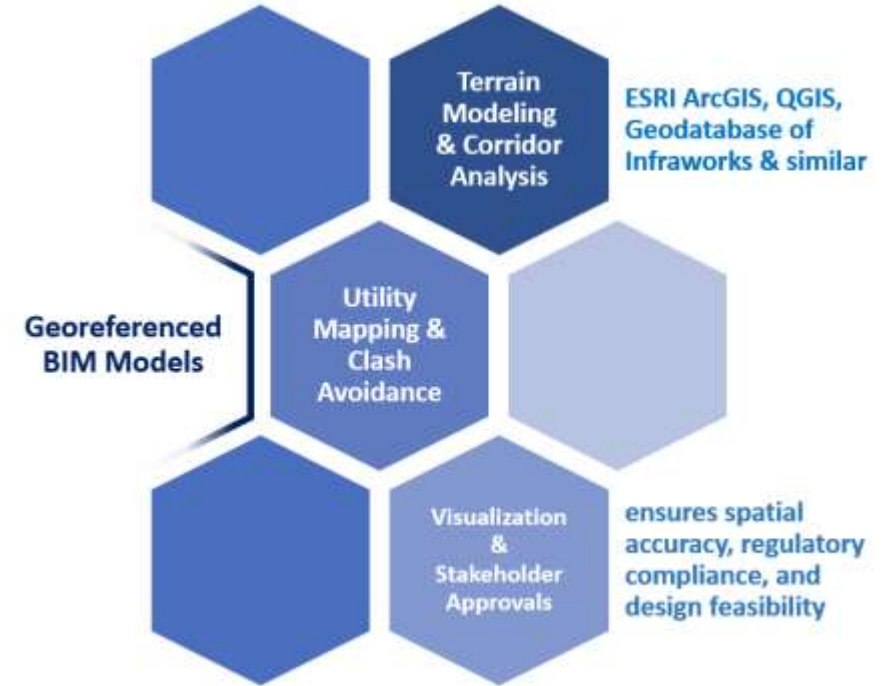 Terrain
Modeling
& Corridor
Analysis
ESRI ArcGIS, QGIS,
Geodatabase of
Infraworks & similar
Georeferenced
BIM Models
Utility
Mapping &
Clash
Avoidance
Visualization
&
Stakeholder
Approvals
ensures spatial
accuracy, regulatory
compliance, and
design feasibility